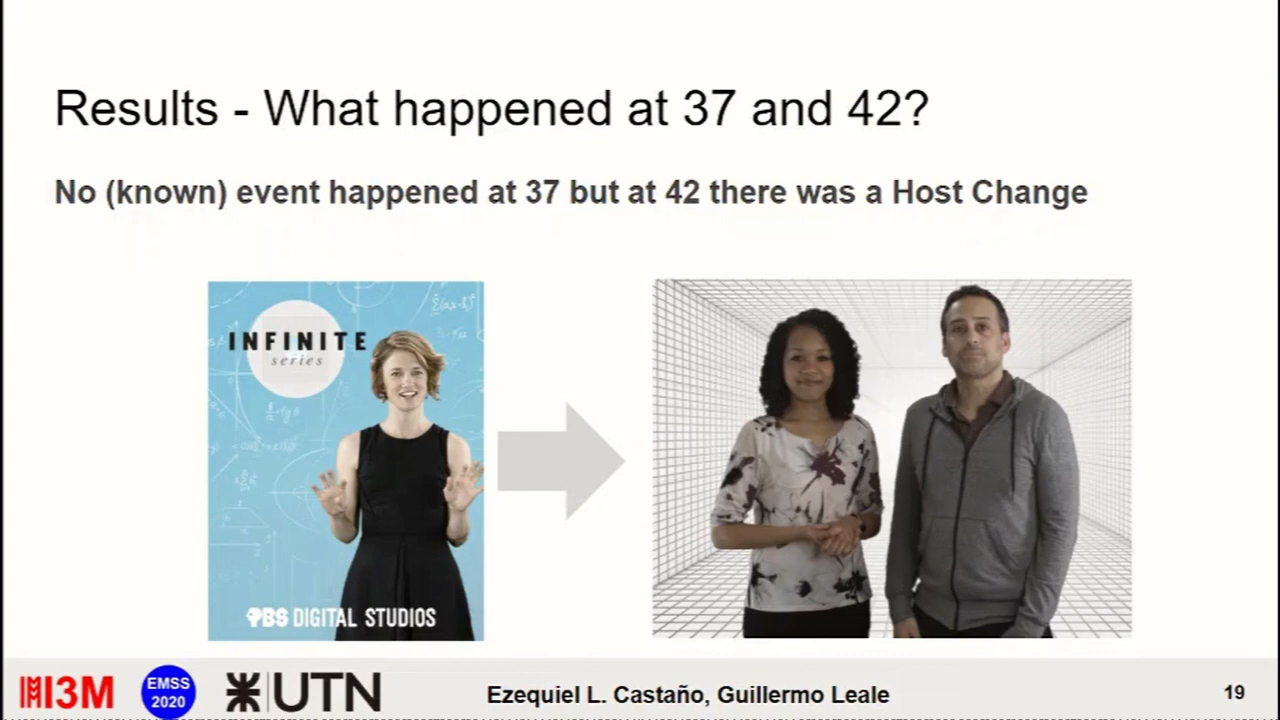 Results - What happened at 37 and 42?
No (known) event happened at 37 but at 42 there was a Host Change
INFINITE
series
PBS DIGITAL STUDIOS
I3M
EMSS
2020
UTN
Ezequiel L. Castaño, Guillermo Leale
19